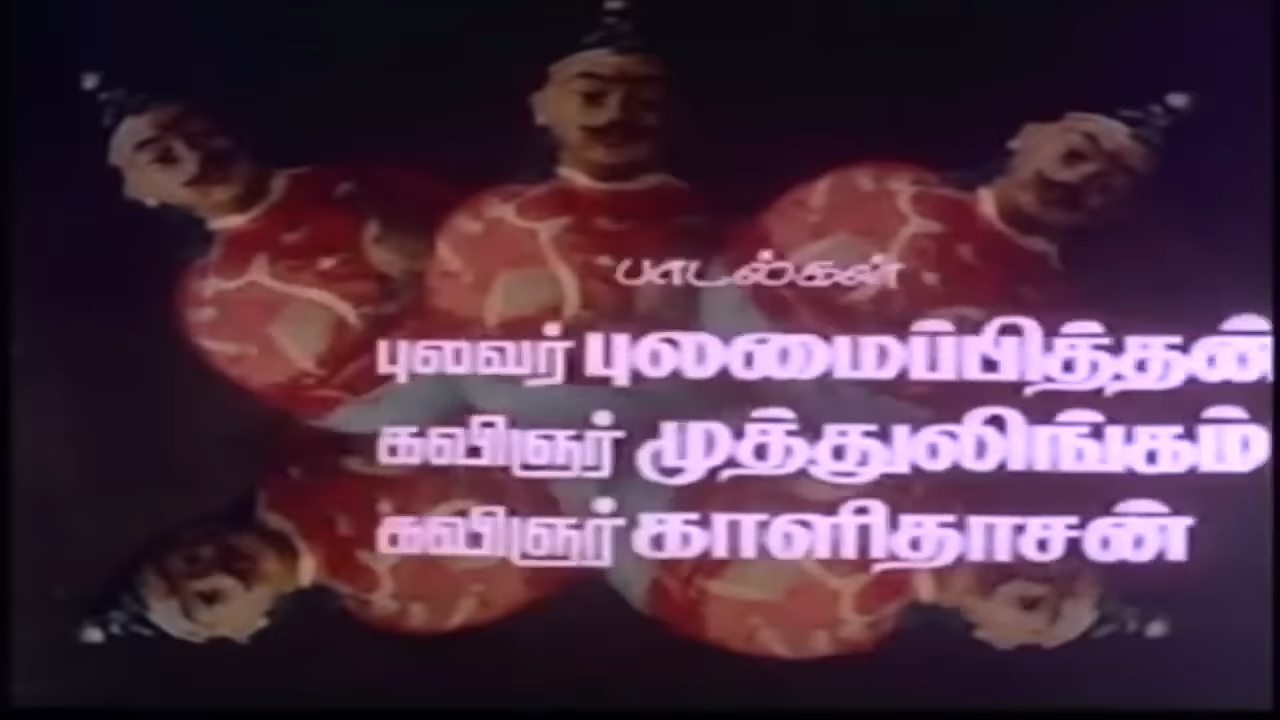 பாடல்கள்
புலவர் புலமைப்பித்தன்
கவிஞர் முத்துலிங்கம்
கவிஞர் காளிதாசன்